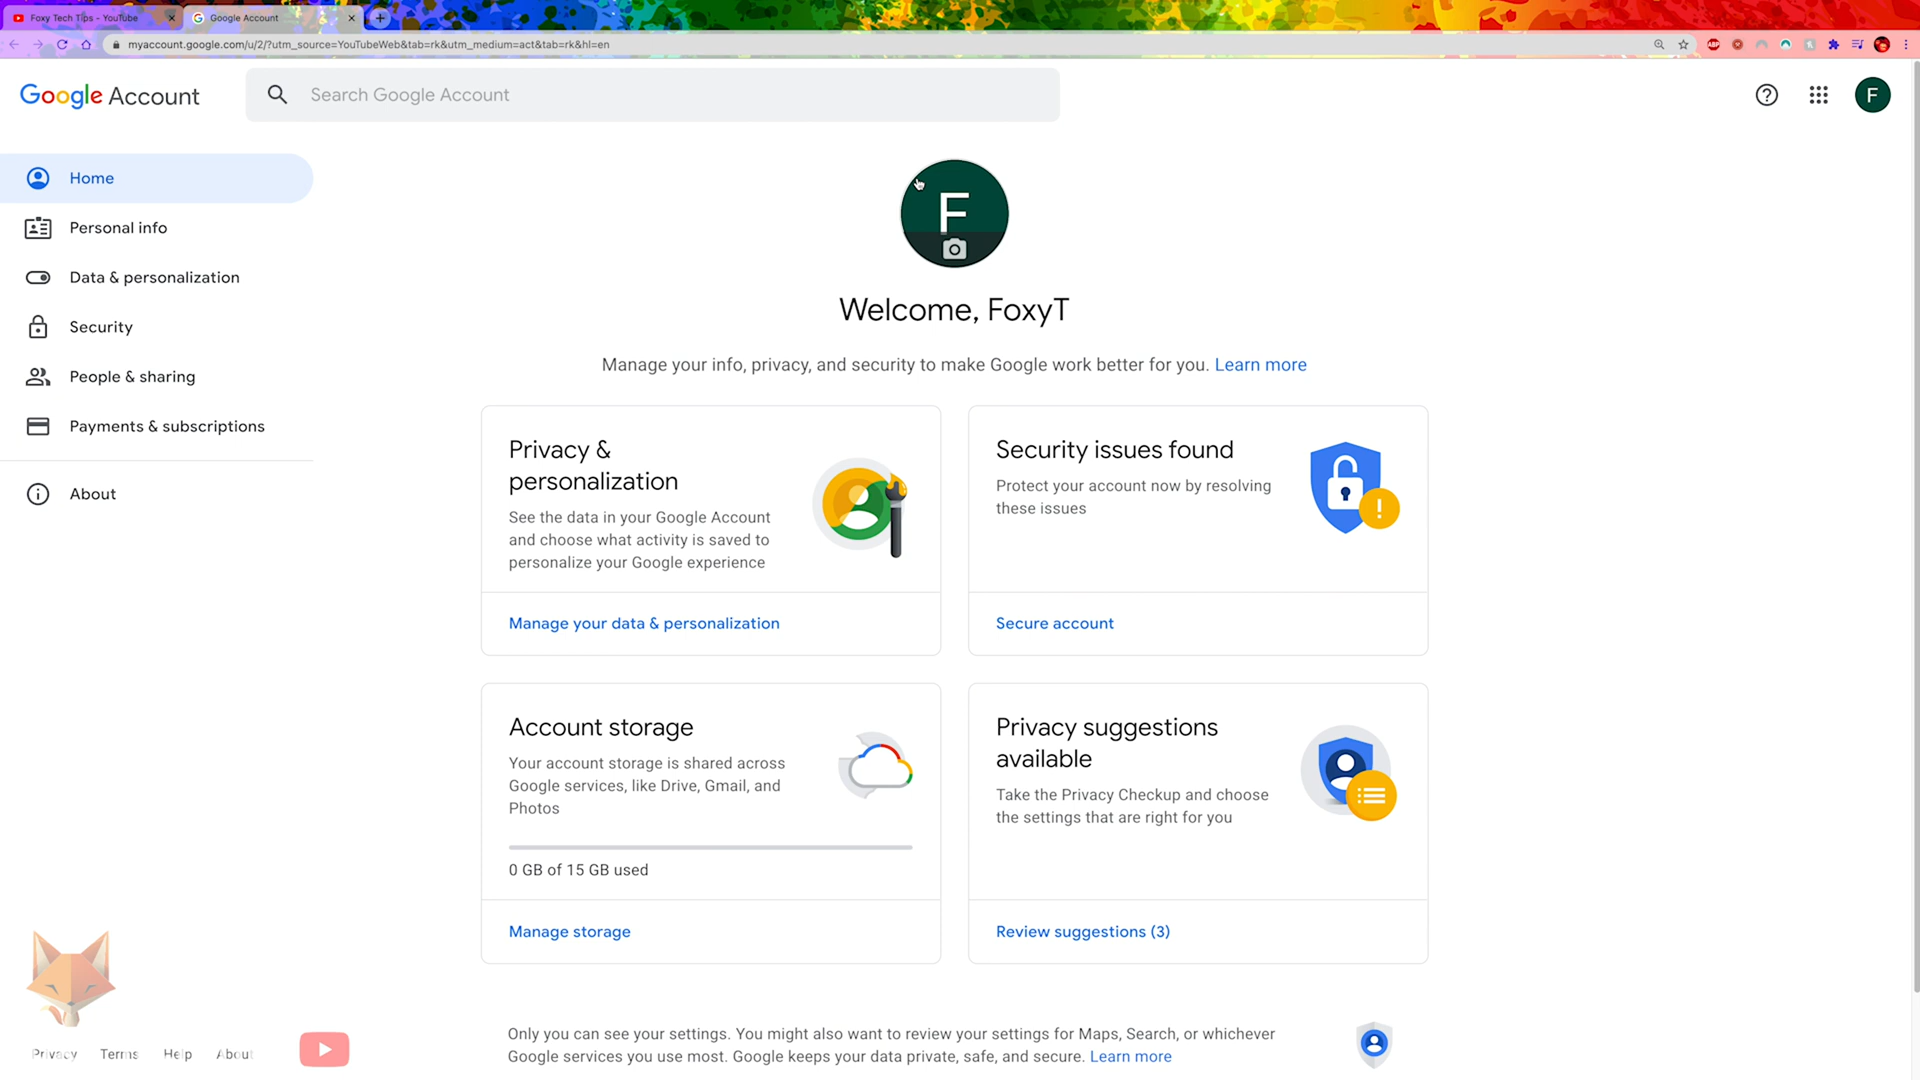 Foxy Tech Tips - YouTube
Google Account
myaccount.google.com/u/2/?utm_source=YouTubeWeb&tab=rk&utm_medium=act&tab=rk&hl=en
ABP
Google Account
Search Google Account
F
Home
Personal info
Data & personalization
Security
People & sharing
Payments & subscriptions
About
F
Welcome, FoxyT
Manage your info, privacy, and security to make Google work better for you. Learn more
Privacy &
personalization
See the data in your Google Account
and choose what activity is saved to
personalize your Google experience
Manage your data & personalization
Security issues found
Protect your account now by resolving
these issues
Secure account
Account storage
Your account storage is shared across
Google services, like Drive, Gmail, and
Photos
0 GB of 15 GB used
Manage storage
Privacy suggestions
available
Take the Privacy Checkup and choose
the settings that are right for you
Review suggestions (3)
Only you can see your settings. You might also want to review your settings for Maps, Search, or whichever
Google services you use most. Google keeps your data private, safe, and secure. Learn more
Privacy Terms Help About